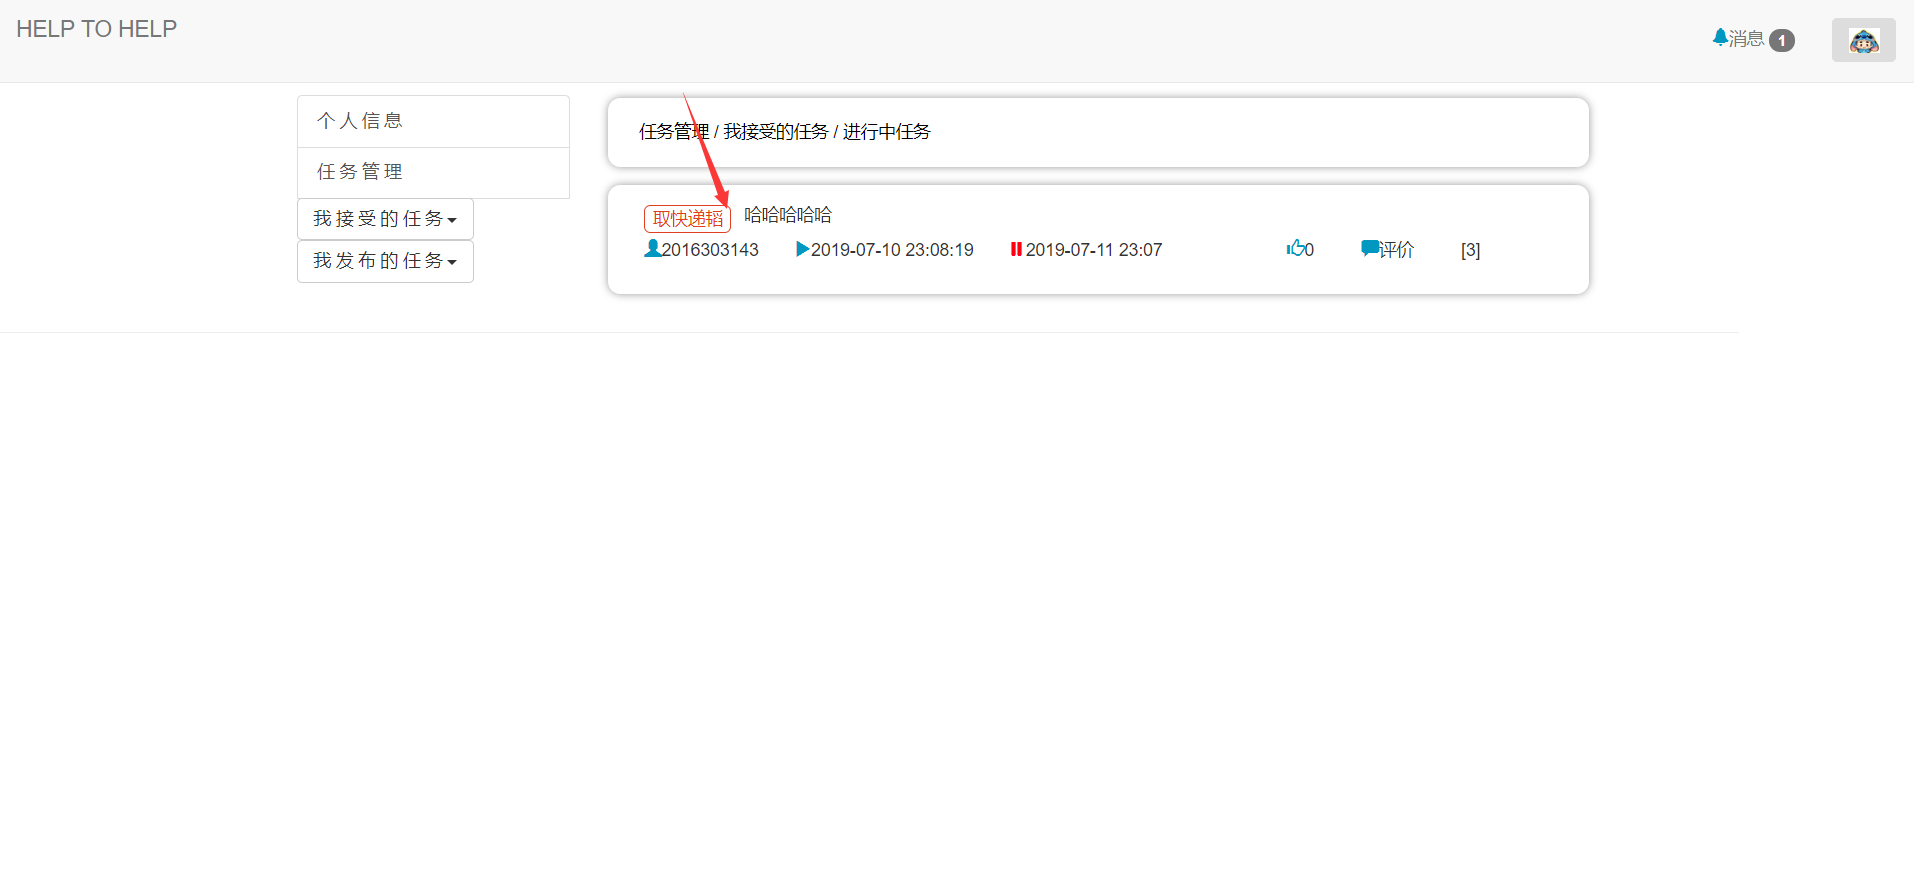 HELP TO HELP
消息 1
个人信息
任务管理
我接受的任务
我发布的任务
任务管理 / 我接受的任务 / 进行中任务
取快递韬 哈哈哈哈哈
2016303143 2019-07-10 23:08:19 2019-07-11 23:07 0 评价 [3]